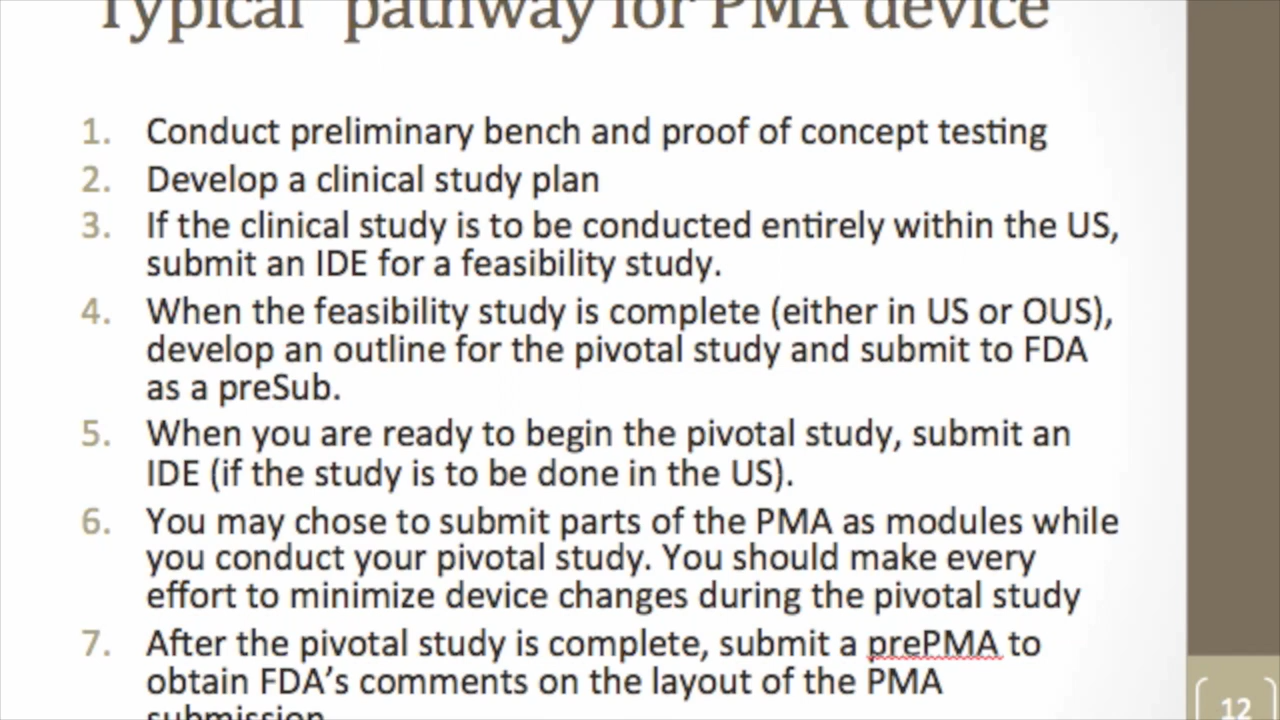 Typical pathway for PMA device
1. Conduct preliminary bench and proof of concept testing
2. Develop a clinical study plan
3. If the clinical study is to be conducted entirely within the US,
submit an IDE for a feasibility study.
4. When the feasibility study is complete (either in US or OUS),
develop an outline for the pivotal study and submit to FDA
as a preSub.
5. When you are ready to begin the pivotal study, submit an
IDE (if the study is to be done in the US).
6. You may chose to submit parts of the PMA as modules while
you conduct your pivotal study. You should make every
effort to minimize device changes during the pivotal study
7. After the pivotal study is complete, submit a prePMA to
obtain FDA’s comments on the layout of the PMA
submission
12